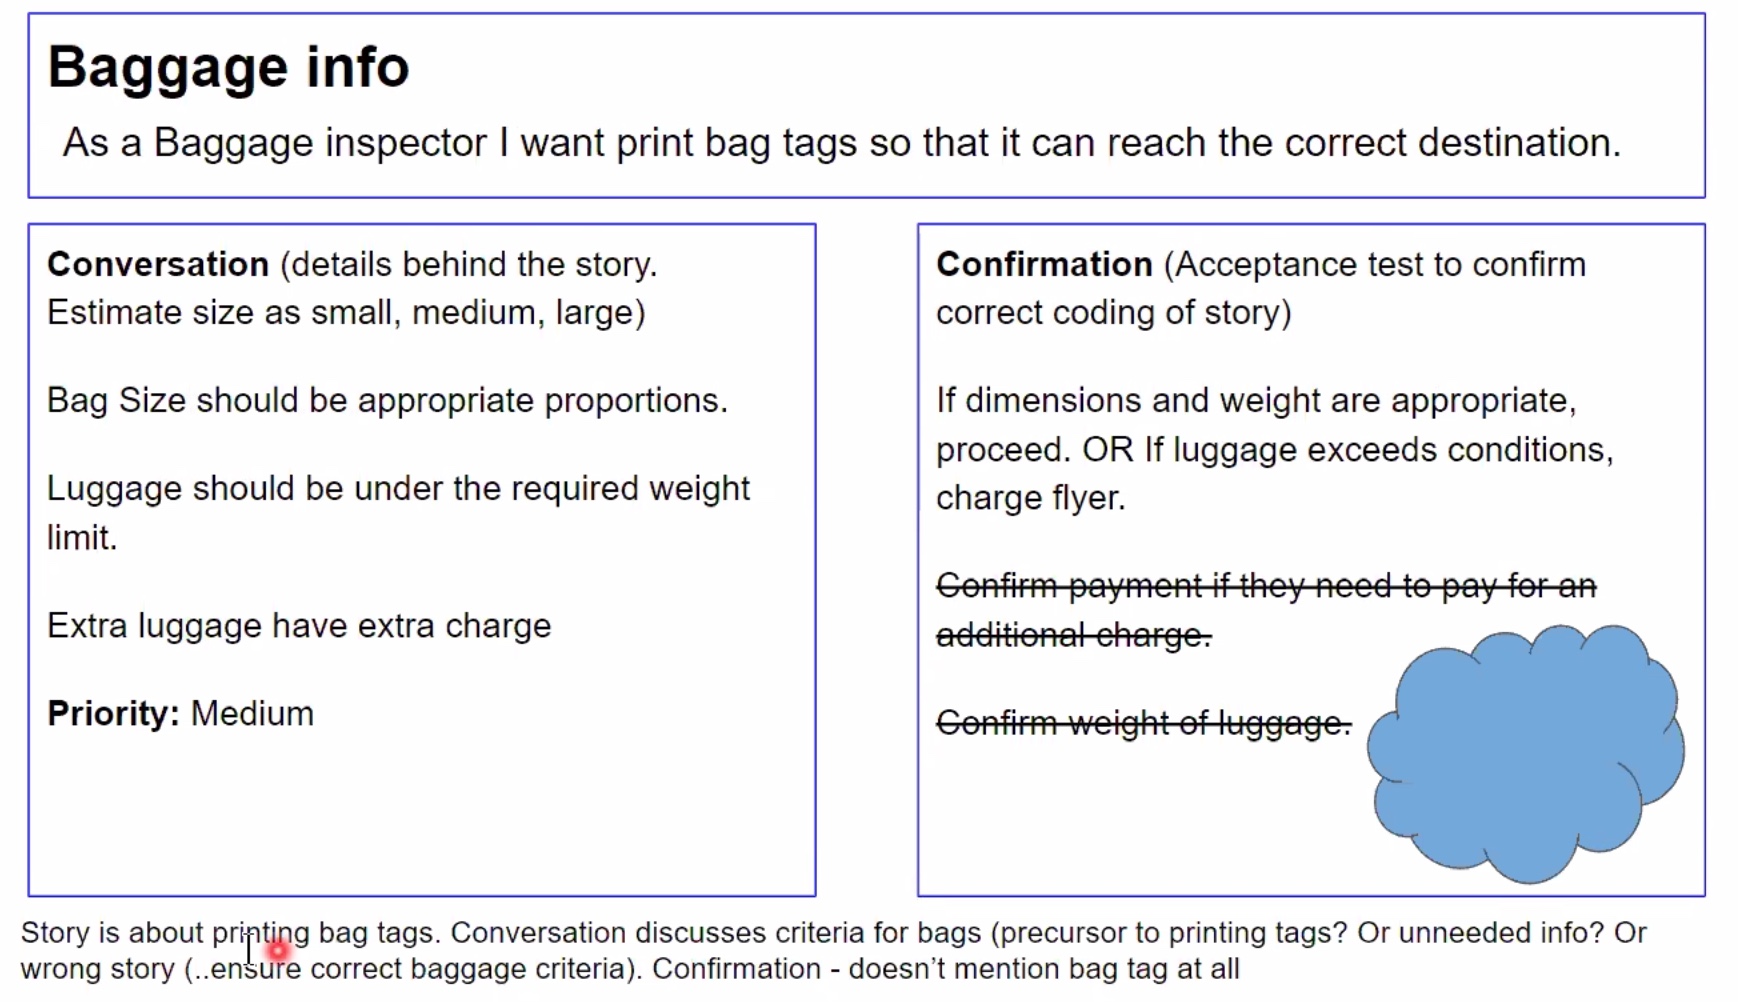 Baggage info
As a Baggage inspector I want print bag tags so that it can reach the correct destination.
Conversation (details behind the story.
Estimate size as small, medium, large)
Bag Size should be appropriate proportions.
Luggage should be under the required weight
limit.
Extra luggage have extra charge
Priority: Medium
Confirmation (Acceptance test to confirm
correct coding of story)
If dimensions and weight are appropriate,
proceed. OR If luggage exceeds conditions,
charge flyer.
Confirm payment if they need to pay for an
additional charge.
Confirm weight of luggage.
Story is about printing bag tags. Conversation discusses criteria for bags (precursor to printing tags? Or unneeded info? Or
wrong story (..ensure correct baggage criteria). Confirmation - doesn't mention bag tag at all